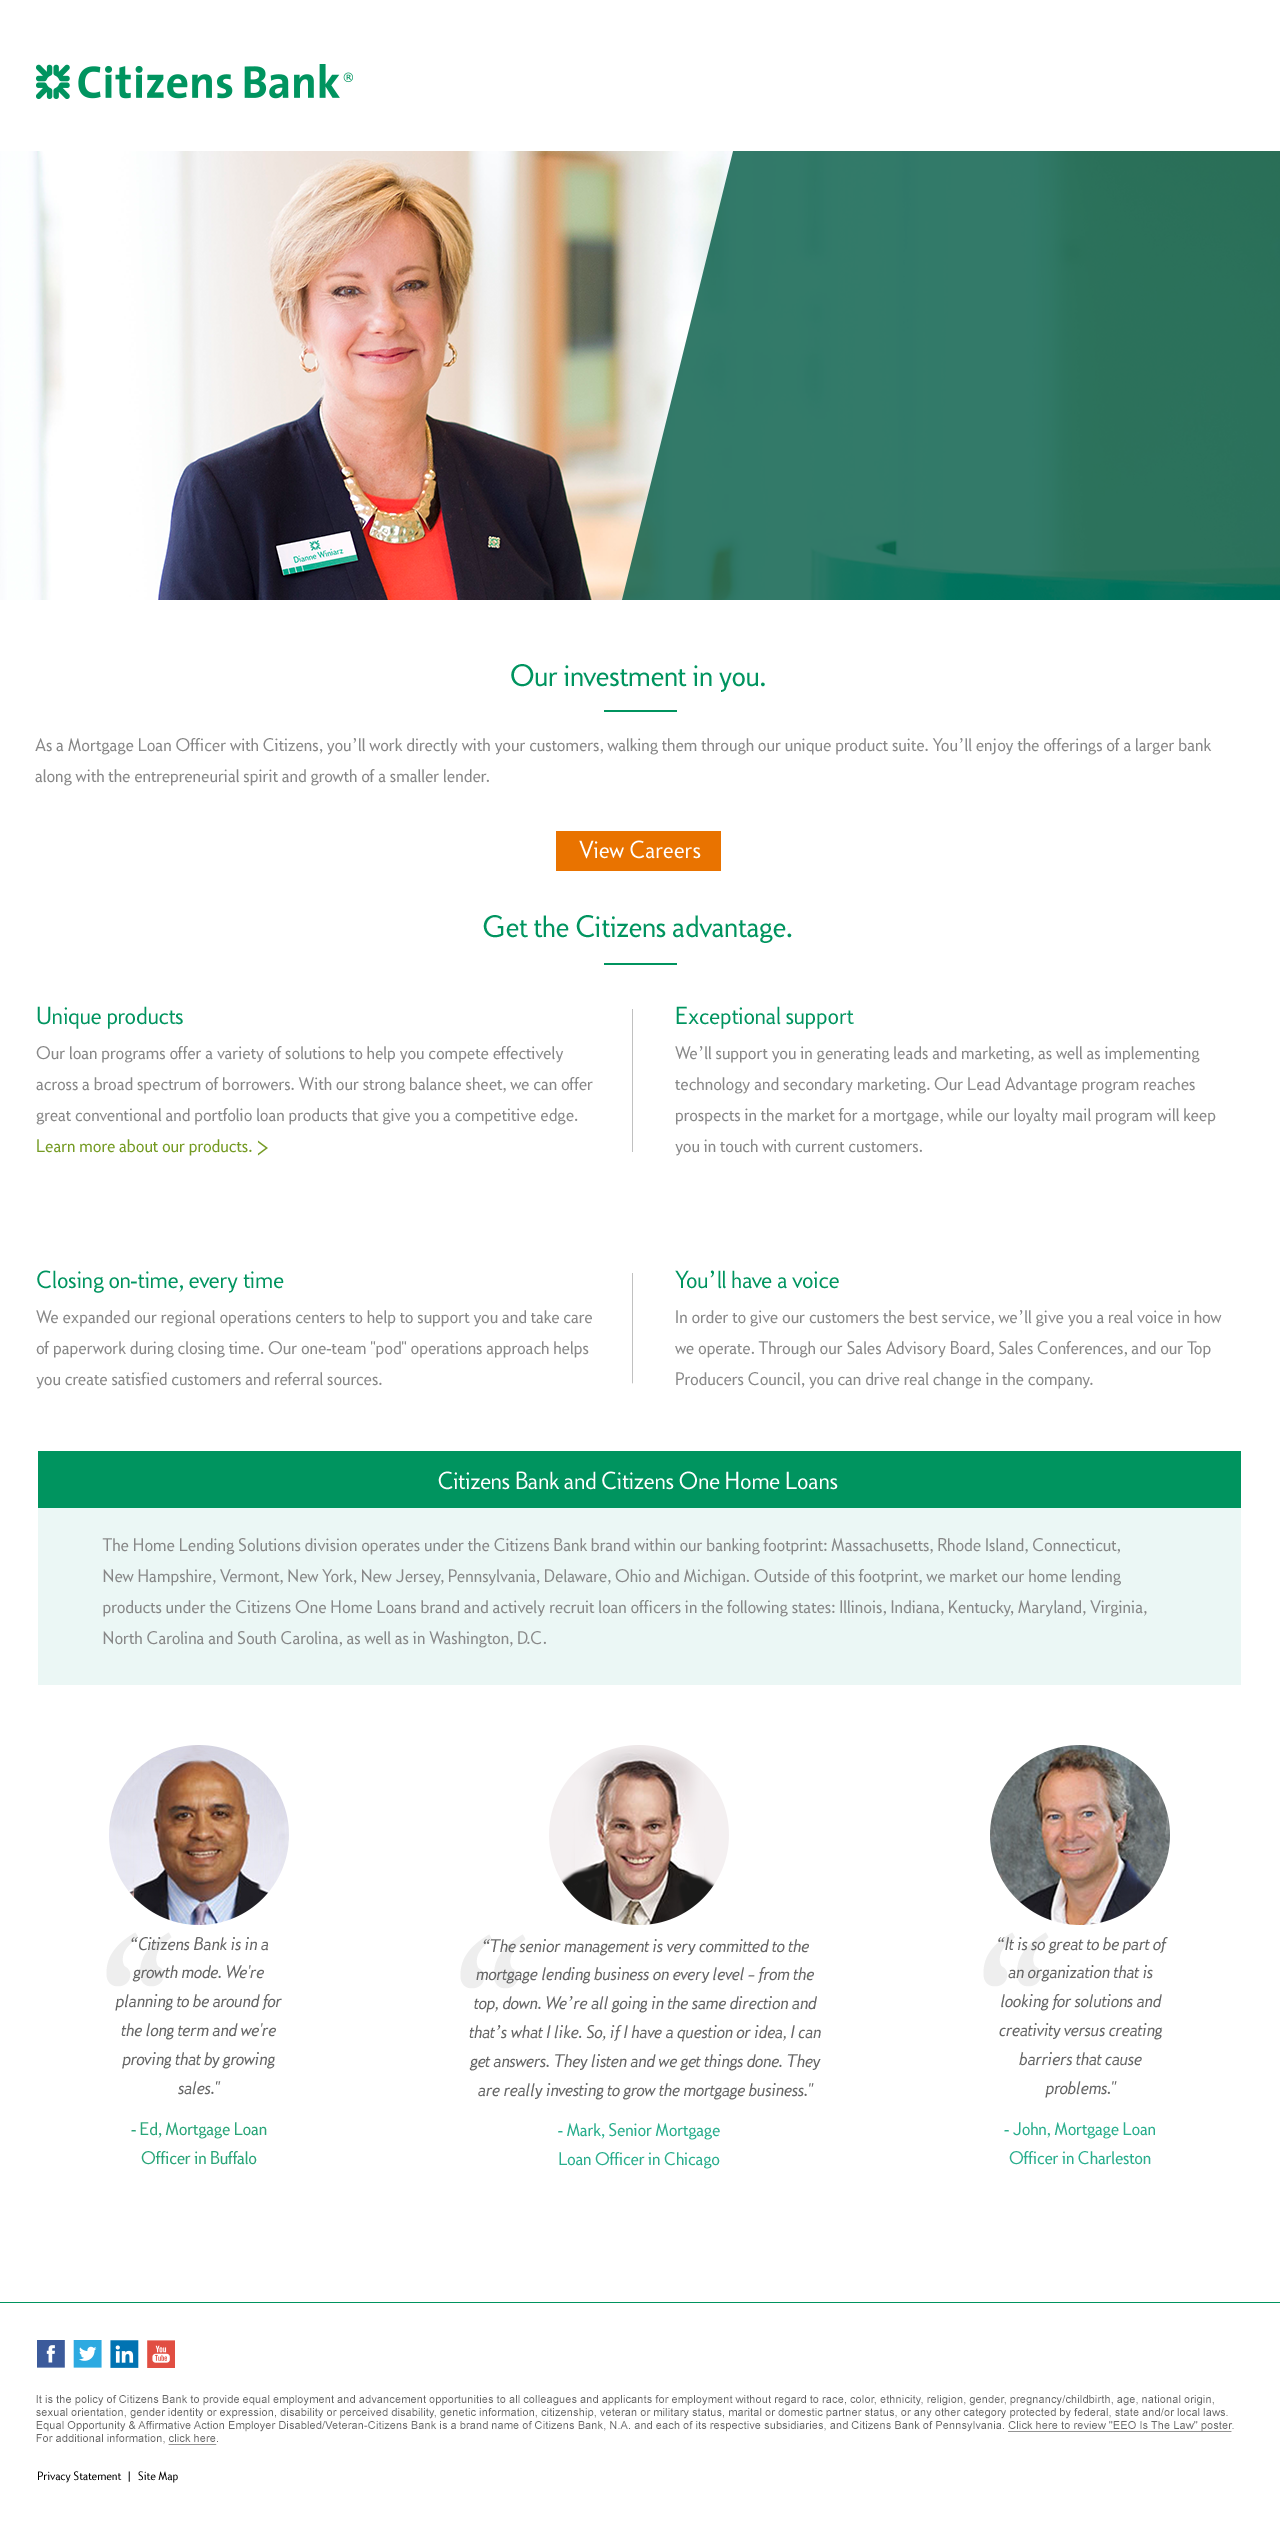 Citizens Bank®
Dianne Winiarz
Our investment in you.
As a Mortgage Loan Officer with Citizens, you’ll work directly with your customers, walking them through our unique product suite. You’ll enjoy the offerings of a larger bank
along with the entrepreneurial spirit and growth of a smaller lender.
View Careers
Get the Citizens advantage.
Unique products
Our loan programs offer a variety of solutions to help you compete effectively
across a broad spectrum of borrowers. With our strong balance sheet, we can offer
great conventional and portfolio loan products that give you a competitive edge.
Learn more about our products. >
Exceptional support
We’ll support you in generating leads and marketing, as well as implementing
technology and secondary marketing. Our Lead Advantage program reaches
prospects in the market for a mortgage, while our loyalty mail program will keep
you in touch with current customers.
Closing on-time, every time
We expanded our regional operations centers to help to support you and take care
of paperwork during closing time. Our one-team "pod" operations approach helps
you create satisfied customers and referral sources.
You’ll have a voice
In order to give our customers the best service, we’ll give you a real voice in how
we operate. Through our Sales Advisory Board, Sales Conferences, and our Top
Producers Council, you can drive real change in the company.
Citizens Bank and Citizens One Home Loans
The Home Lending Solutions division operates under the Citizens Bank brand within our banking footprint: Massachusetts, Rhode Island, Connecticut,
New Hampshire, Vermont, New York, New Jersey, Pennsylvania, Delaware, Ohio and Michigan. Outside of this footprint, we market our home lending
products under the Citizens One Home Loans brand and actively recruit loan officers in the following states: Illinois, Indiana, Kentucky, Maryland, Virginia,
North Carolina and South Carolina, as well as in Washington, D.C.
“Citizens Bank is in a
growth mode. We're
planning to be around for
the long term and we're
proving that by growing
sales."
- Ed, Mortgage Loan
Officer in Buffalo
“The senior management is very committed to the
mortgage lending business on every level – from the
top, down. We’re all going in the same direction and
that’s what I like. So, if I have a question or idea, I can
get answers. They listen and we get things done. They
are really investing to grow the mortgage business."
- Mark, Senior Mortgage
Loan Officer in Chicago
“It is so great to be part of
an organization that is
looking for solutions and
creativity versus creating
barriers that cause
problems."
- John, Mortgage Loan
Officer in Charleston
f in You Tube
It is the policy of Citizens Bank to provide equal employment and advancement opportunities to all colleagues and applicants for employment without regard to race, color, ethnicity, religion, gender, pregnancy/childbirth, age, national origin,
sexual orientation, gender identity or expression, disability or perceived disability, genetic information, citizenship, veteran or military status, marital or domestic partner status, or any other category protected by federal, state and/or local laws.
Equal Opportunity & Affirmative Action Employer Disabled/Veteran-Citizens Bank is a brand name of Citizens Bank, N.A. and each of its respective subsidiaries, and Citizens Bank of Pennsylvania. Click here to review "EEO Is The Law" poster.
For additional information, click here.
Privacy Statement | Site Map